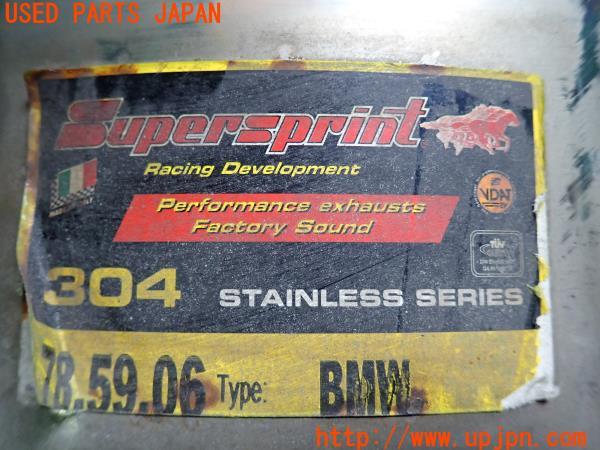 USED PARTS JAPAN
Supersprint
Racing Development
Performance exhausts
Factory Sound
VDAT
TÜV
304 STAINLESS SERIES
78.59.06 Type: BMW
http://www.upjpn.com/